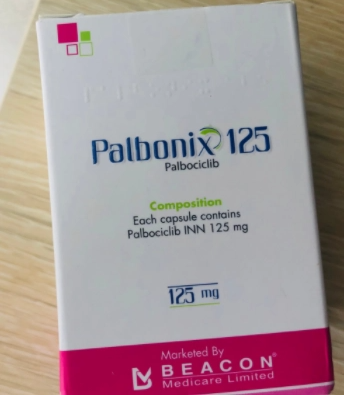 Palbonix 125
Palbociclib
Composition
Each capsule contains
Palbociclib INN 125 mg
125 mg
Marketed By
BEACON®
Medicare Limited